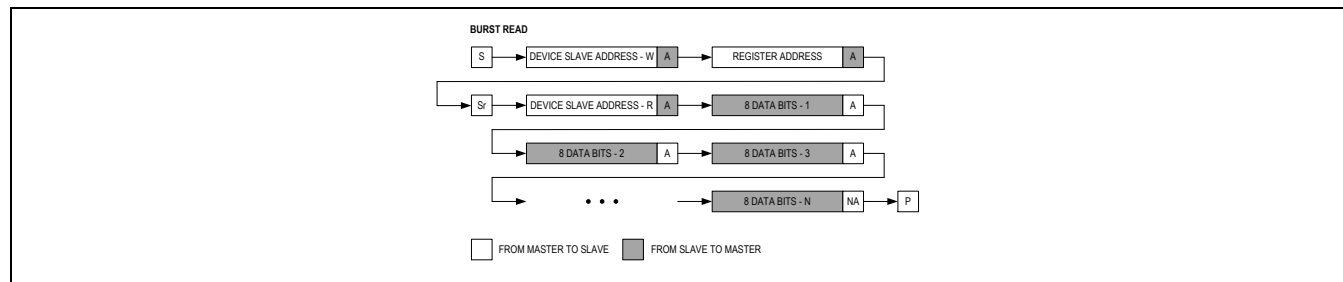 BURST READ
S DEVICE SLAVE ADDRESS - W A REGISTER ADDRESS A
Sr DEVICE SLAVE ADDRESS - R A 8 DATA BITS - 1 A
8 DATA BITS - 2 A 8 DATA BITS - 3 A
• • • 8 DATA BITS - N NA P
FROM MASTER TO SLAVE FROM SLAVE TO MASTER